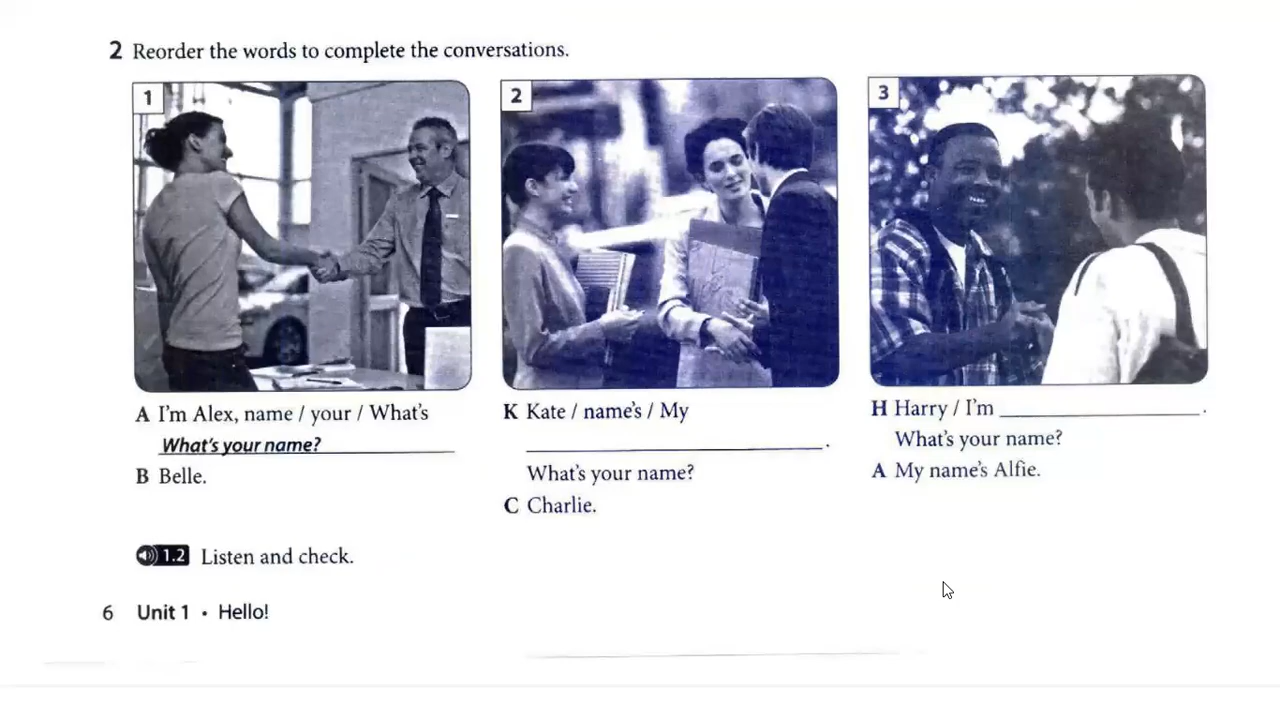 2 Reorder the words to complete the conversations.
1
A I'm Alex, name / your / What's
What's your name?
B Belle.
2
K Kate / name's / My
.
What's your name?
C Charlie.
3
H Harry / I'm .
What's your name?
A My name's Alfie.
1.2 Listen and check.
6 Unit 1 • Hello!